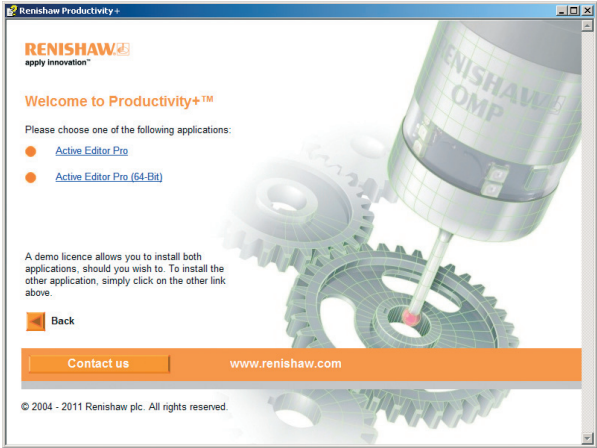 Renishaw Productivity+
RENISHAW
apply innovation™
RENISHAW
OMP
Welcome to Productivity+™
Please choose one of the following applications:
Active Editor Pro
Active Editor Pro (64-Bit)
A demo licence allows you to install both
applications, should you wish to. To install the
other application, simply click on the other link
above.
Back
Contact us
www.renishaw.com
© 2004 - 2011 Renishaw plc. All rights reserved.